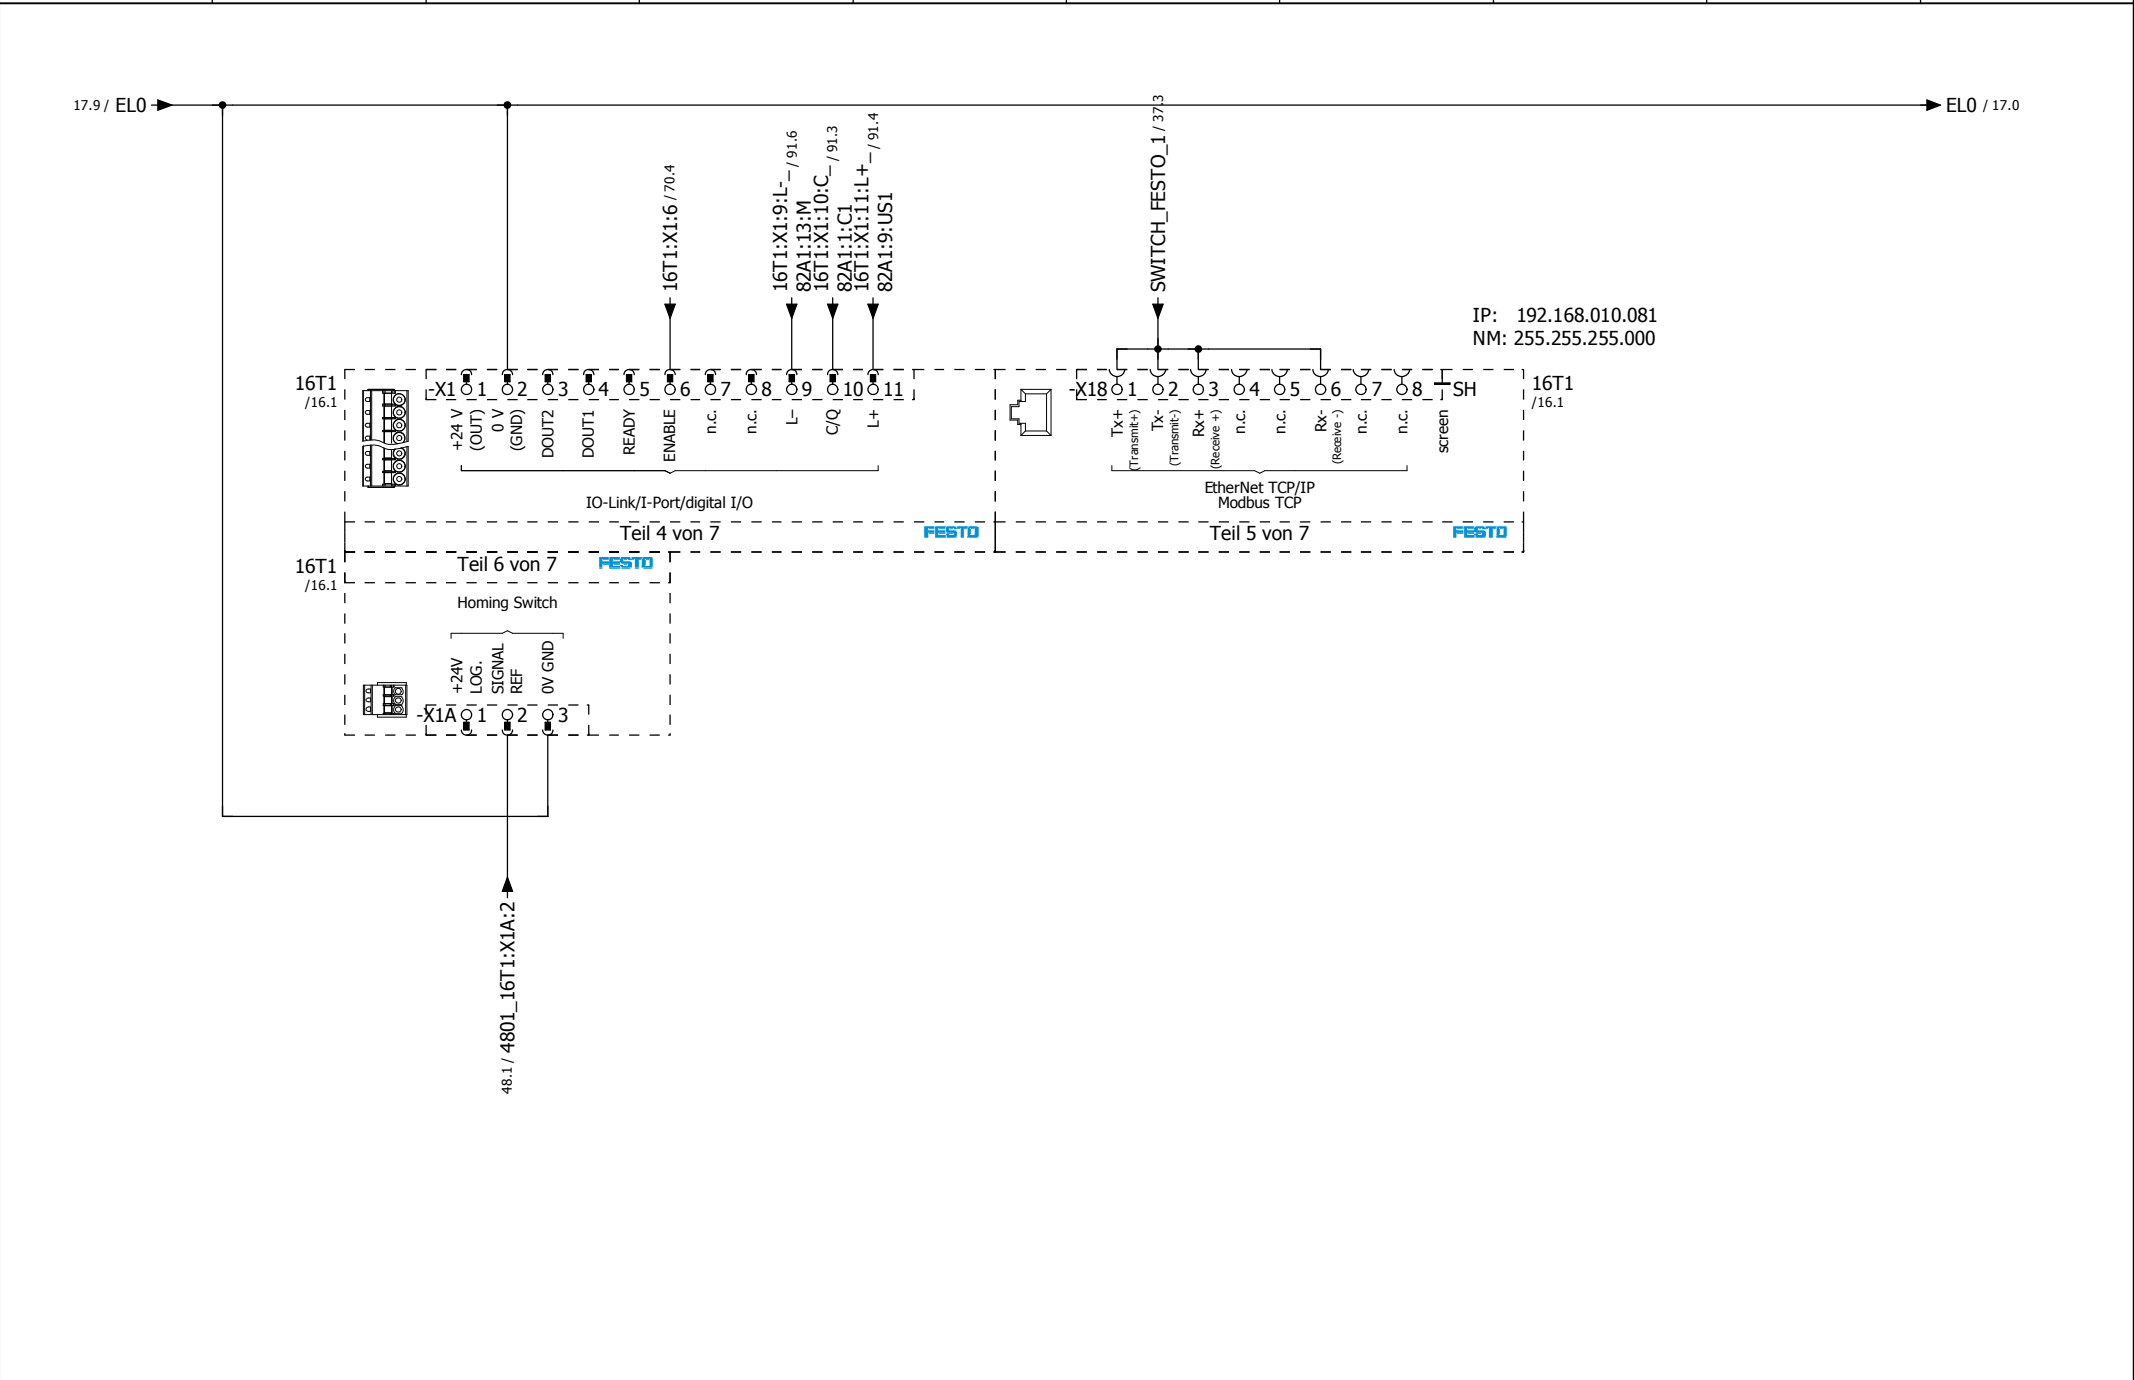 17.9 / EL0
EL0 / 17.0
16T1:X1:6 / 70.4
16T1:X1:9:L-_ / 91.6
82A1:13:M
16T1:X1:10:C_ / 91.3
82A1:1:C1
16T1:X1:11:L+_ / 91.4
82A1:9:US1
SWITCH_FESTO_1 / 37.3
IP: 192.168.010.081
NM: 255.255.255.000
16T1
/16.1
-X1 1 2 3 4 5 6 7 8 9 10 11
+24 V
(OUT)
0 V
(GND)
DOUT2
DOUT1
READY
ENABLE
n.c.
n.c.
L–
C/Q
L+
IO-Link/I-Port/digital I/O
Teil 4 von 7
FESTO
-X18 1 2 3 4 5 6 7 8 SH
16T1
/16.1
Tx+
(Transmit+)
Tx-
(Transmit-)
Rx+
(Receive +)
n.c.
n.c.
Rx-
(Receive -)
n.c.
n.c.
screen
EtherNet TCP/IP
Modbus TCP
Teil 5 von 7
FESTO
16T1
/16.1
Teil 6 von 7
FESTO
Homing Switch
+24V
LOG.
SIGNAL
REF
0V GND
-X1A 1 2 3
48.1 / 4801_16T1:X1A:2